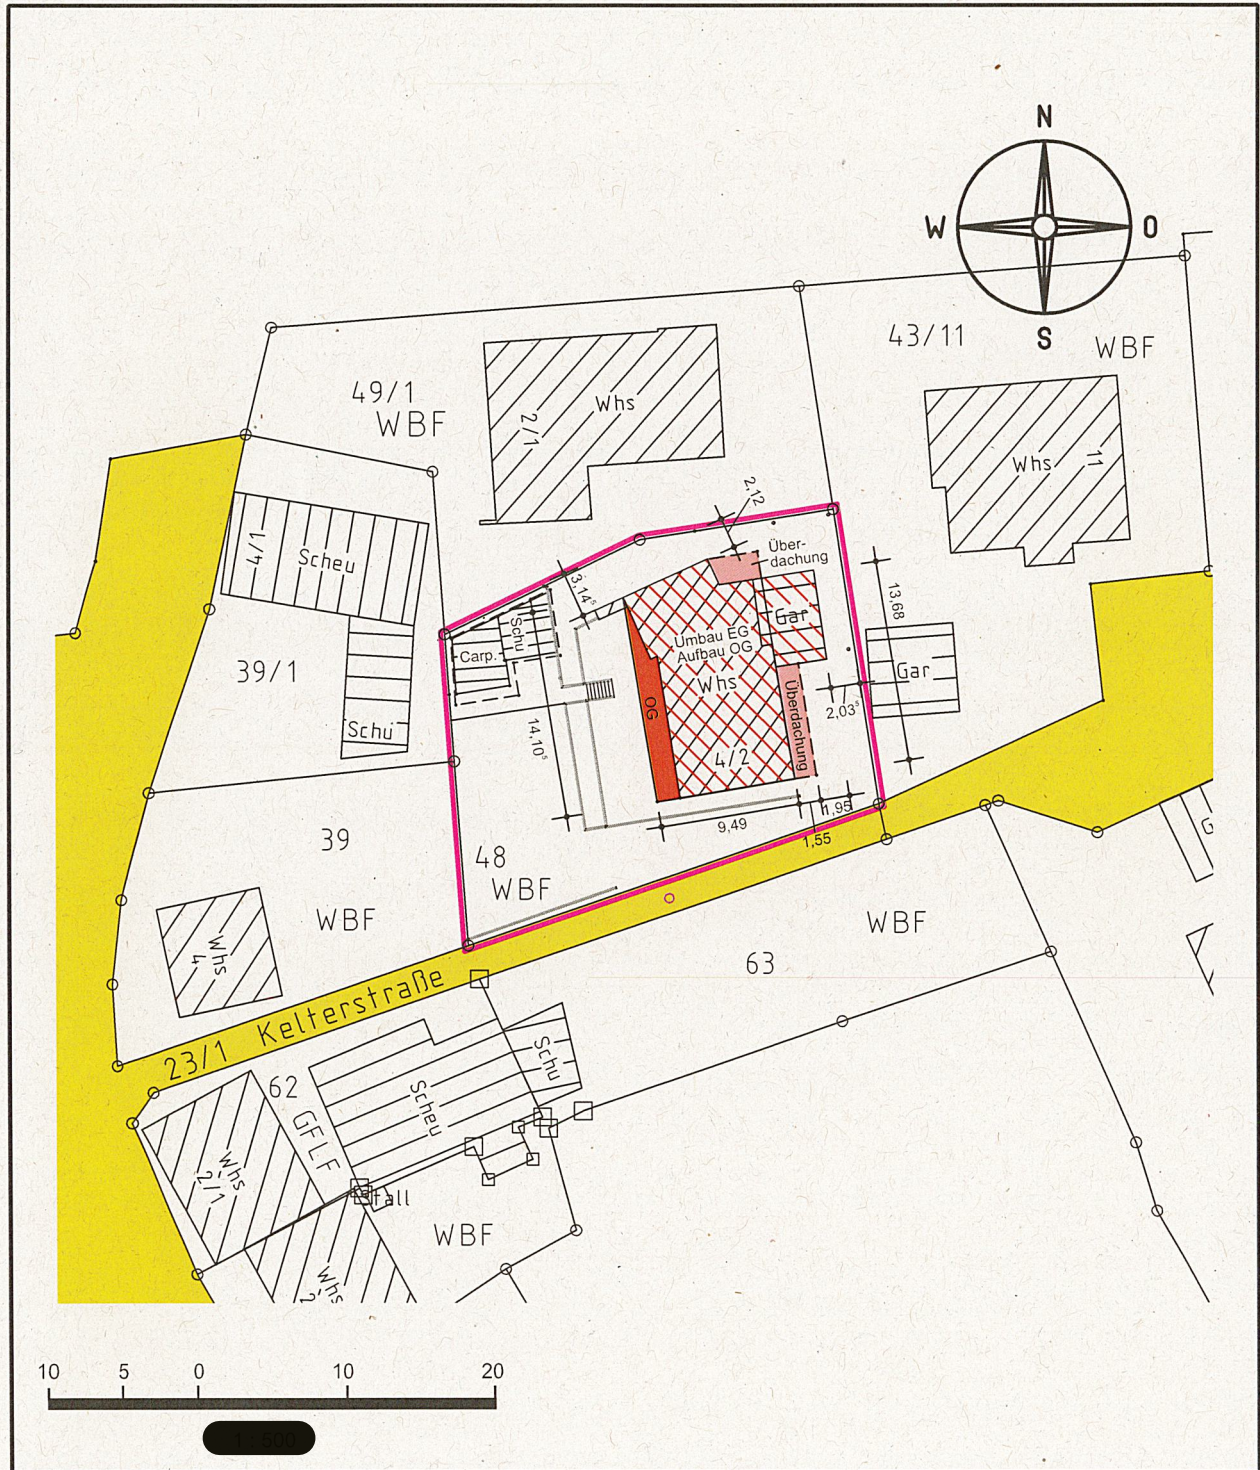 N
W
O
S
43/11
WBF
49/1
WBF
Whs
2/1
Whs
11
2,12
Über-
dachung
4/1
Scheu
3,14⁵
13,68
Schu
Carp.
Umbau EG
Aufbau OG
Gar
Gar
Whs
39/1
OG
Überdachung
2,03⁵
Schu
14,10⁵
4/2
1,95
9,49
1,55
39
48
WBF
WBF
WBF
G
Whs
4
63
Kelterstraße
23/1
62
GFLF
Scheu
Schu
Whs
2/1
WBF
Whs
10
5
0
10
20
1 : 500